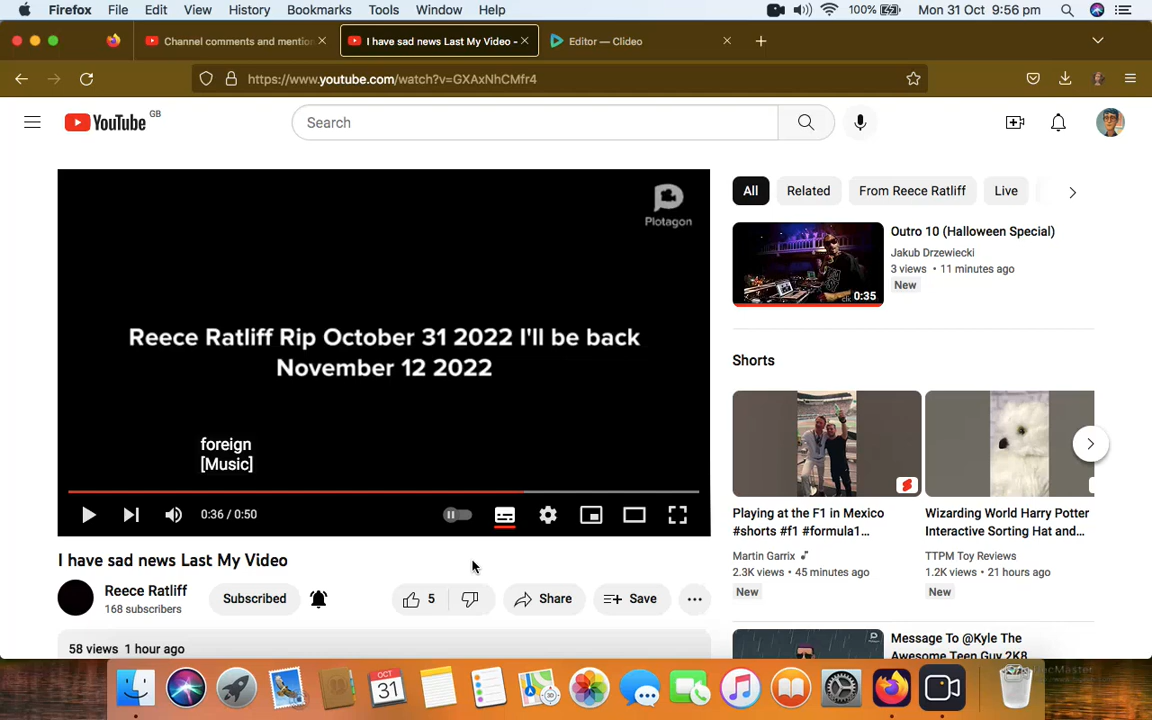 Firefox File Edit View History Bookmarks Tools Window Help 100% Mon 31 Oct 9:56 pm
Channel comments and mention
I have sad news Last My Video -
Editor — Clideo
https://www.youtube.com/watch?v=GXAxNhCMfr4
YouTube GB
Search
All Related From Reece Ratliff Live
Plotagon
Reece Ratliff Rip October 31 2022 I'll be back
November 12 2022
foreign
[Music]
0:36 / 0:50
I have sad news Last My Video
Reece Ratliff
168 subscribers
Subscribed
5
Share
Save
58 views 1 hour ago
Outro 10 (Halloween Special)
Jakub Drzewiecki
3 views • 11 minutes ago
New
clk
0:35
Shorts
Playing at the F1 in Mexico
#shorts #f1 #formula1...
Martin Garrix
2.3K views • 45 minutes ago
New
Wizarding World Harry Potter
Interactive Sorting Hat and...
TTPM Toy Reviews
1.2K views • 21 hours ago
New
Message To @Kyle The
Awesome Teen Guy 2K8
OCT
31
3D